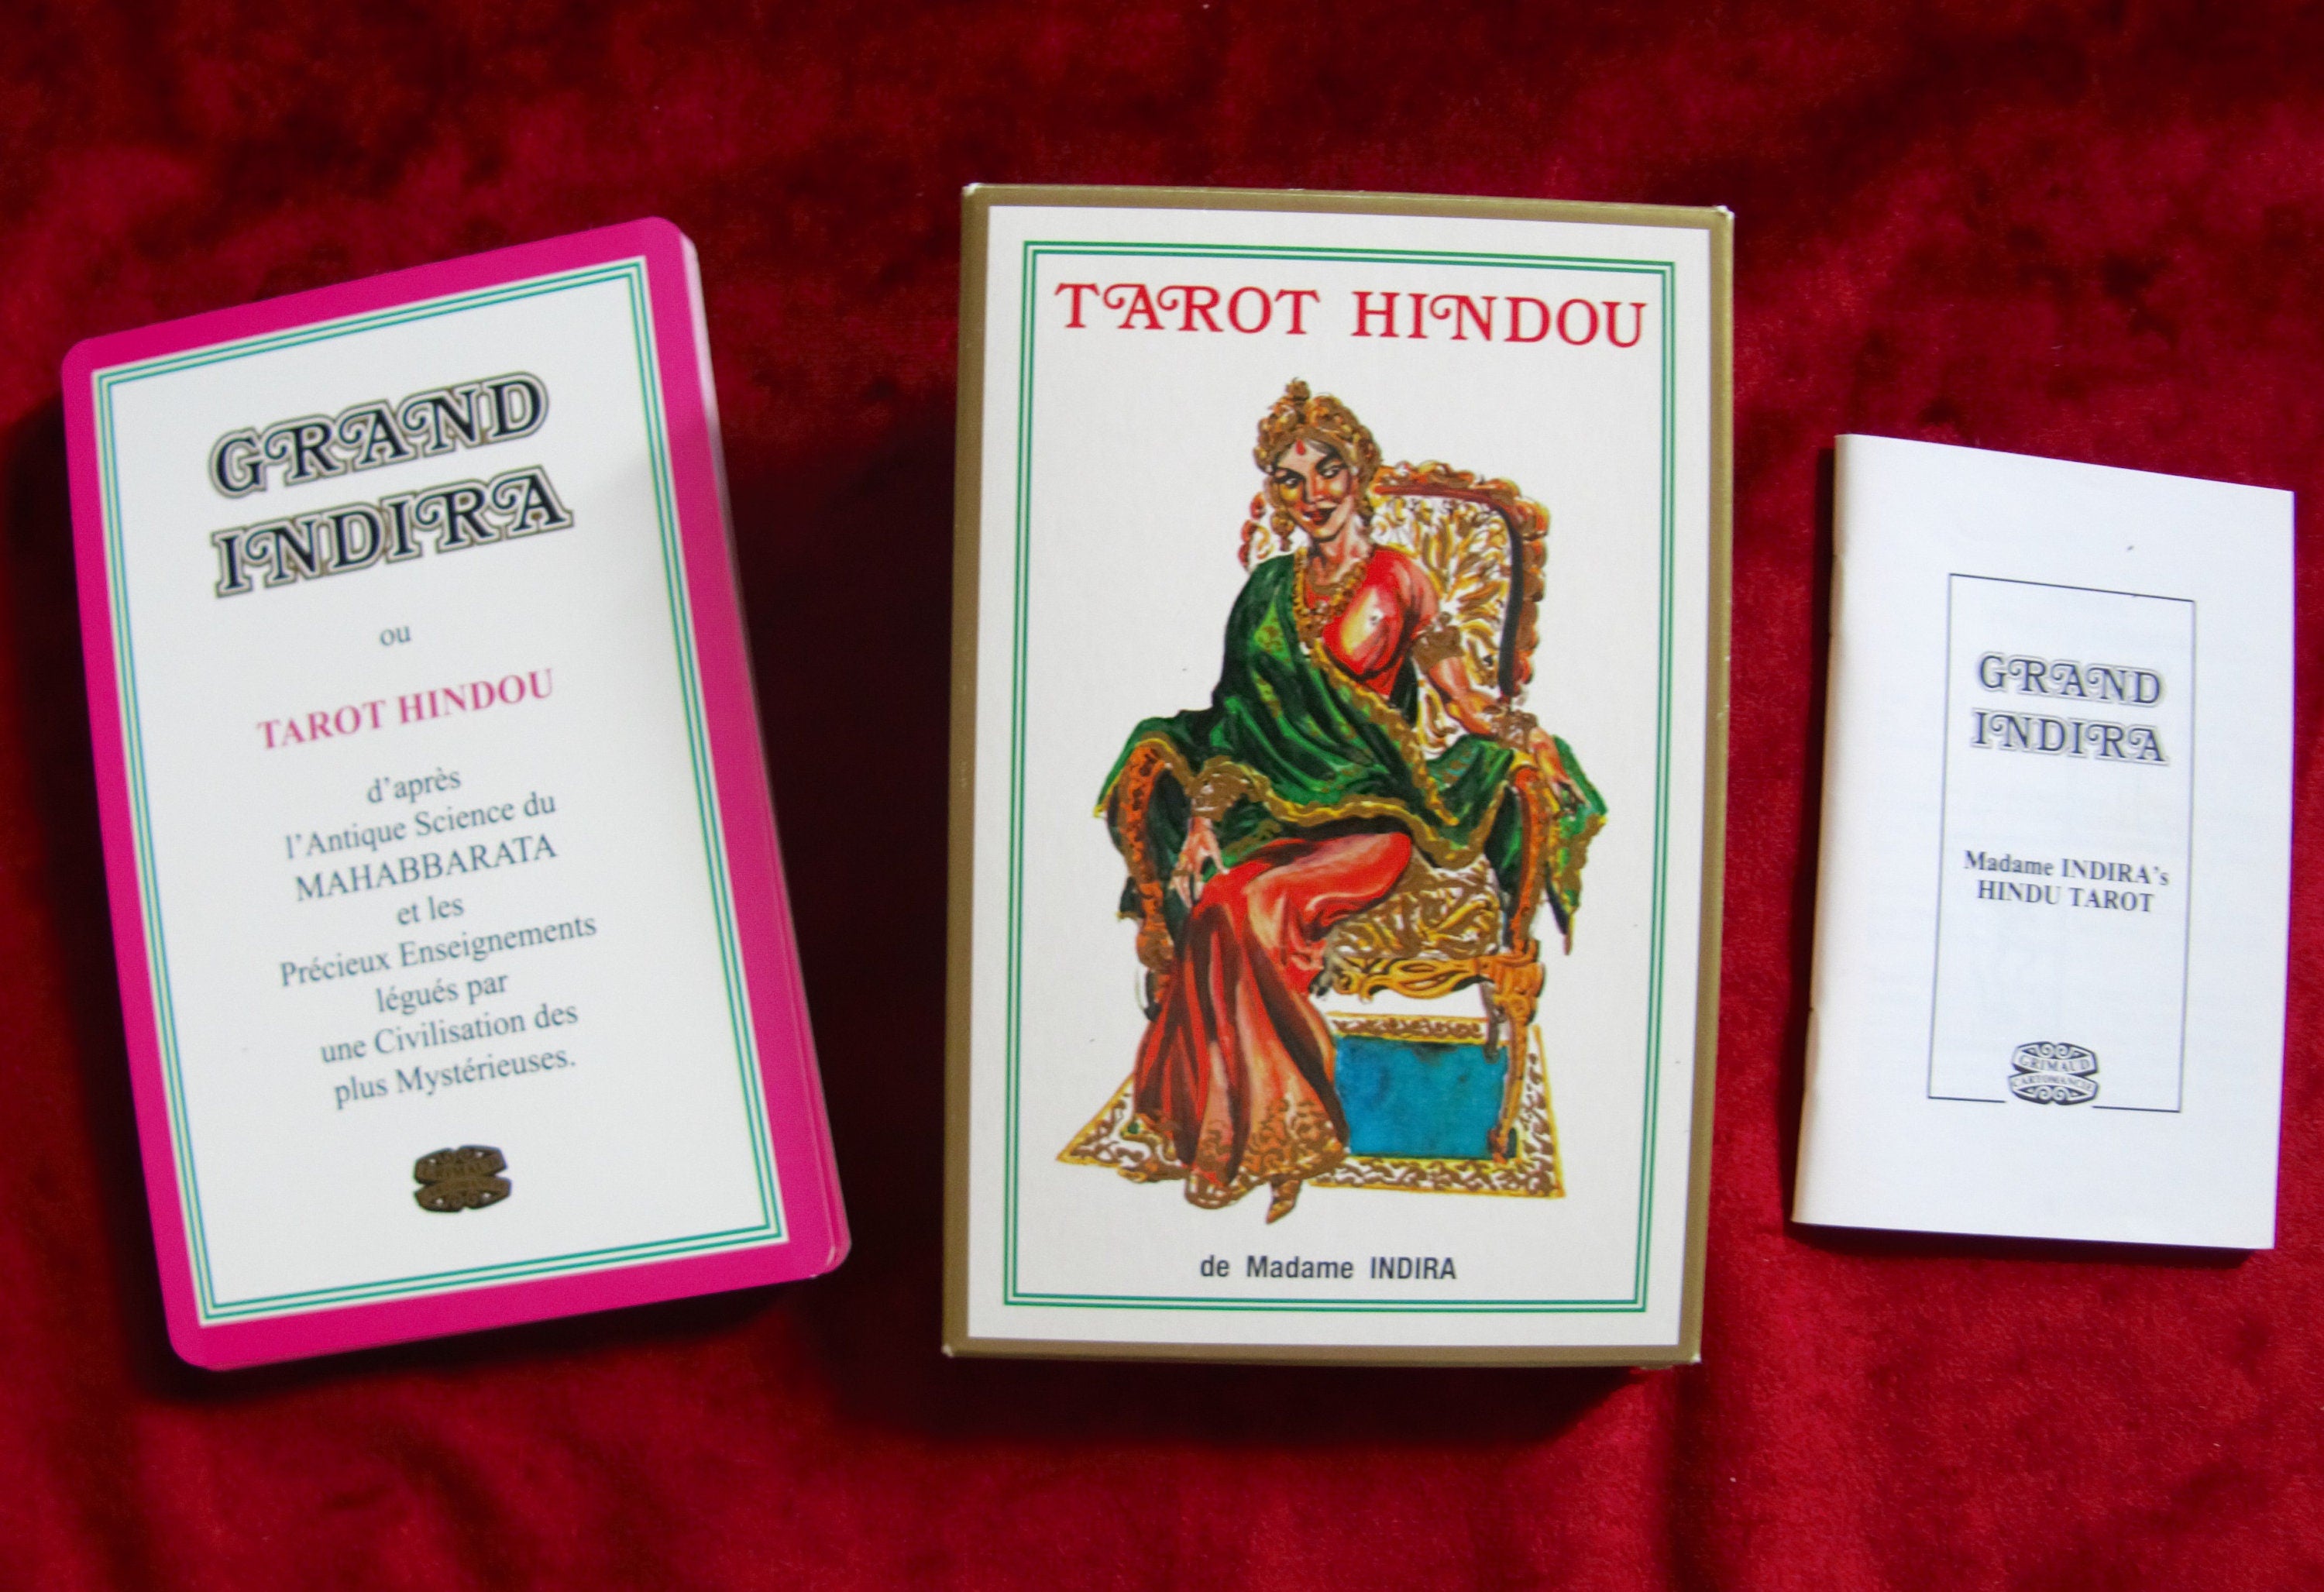 GRAND
INDIRA
ou
TAROT HINDOU
d'après
l'Antique Science du
MAHABBARATA
et les
Précieux Enseignements
légués par
une Civilisation des
plus Mystérieuses.
GRIMAUD
TAROT HINDOU
de Madame INDIRA
GRAND
INDIRA
Madame INDIRA's
HINDU TAROT
GRIMAUD
CARTOMANCIE